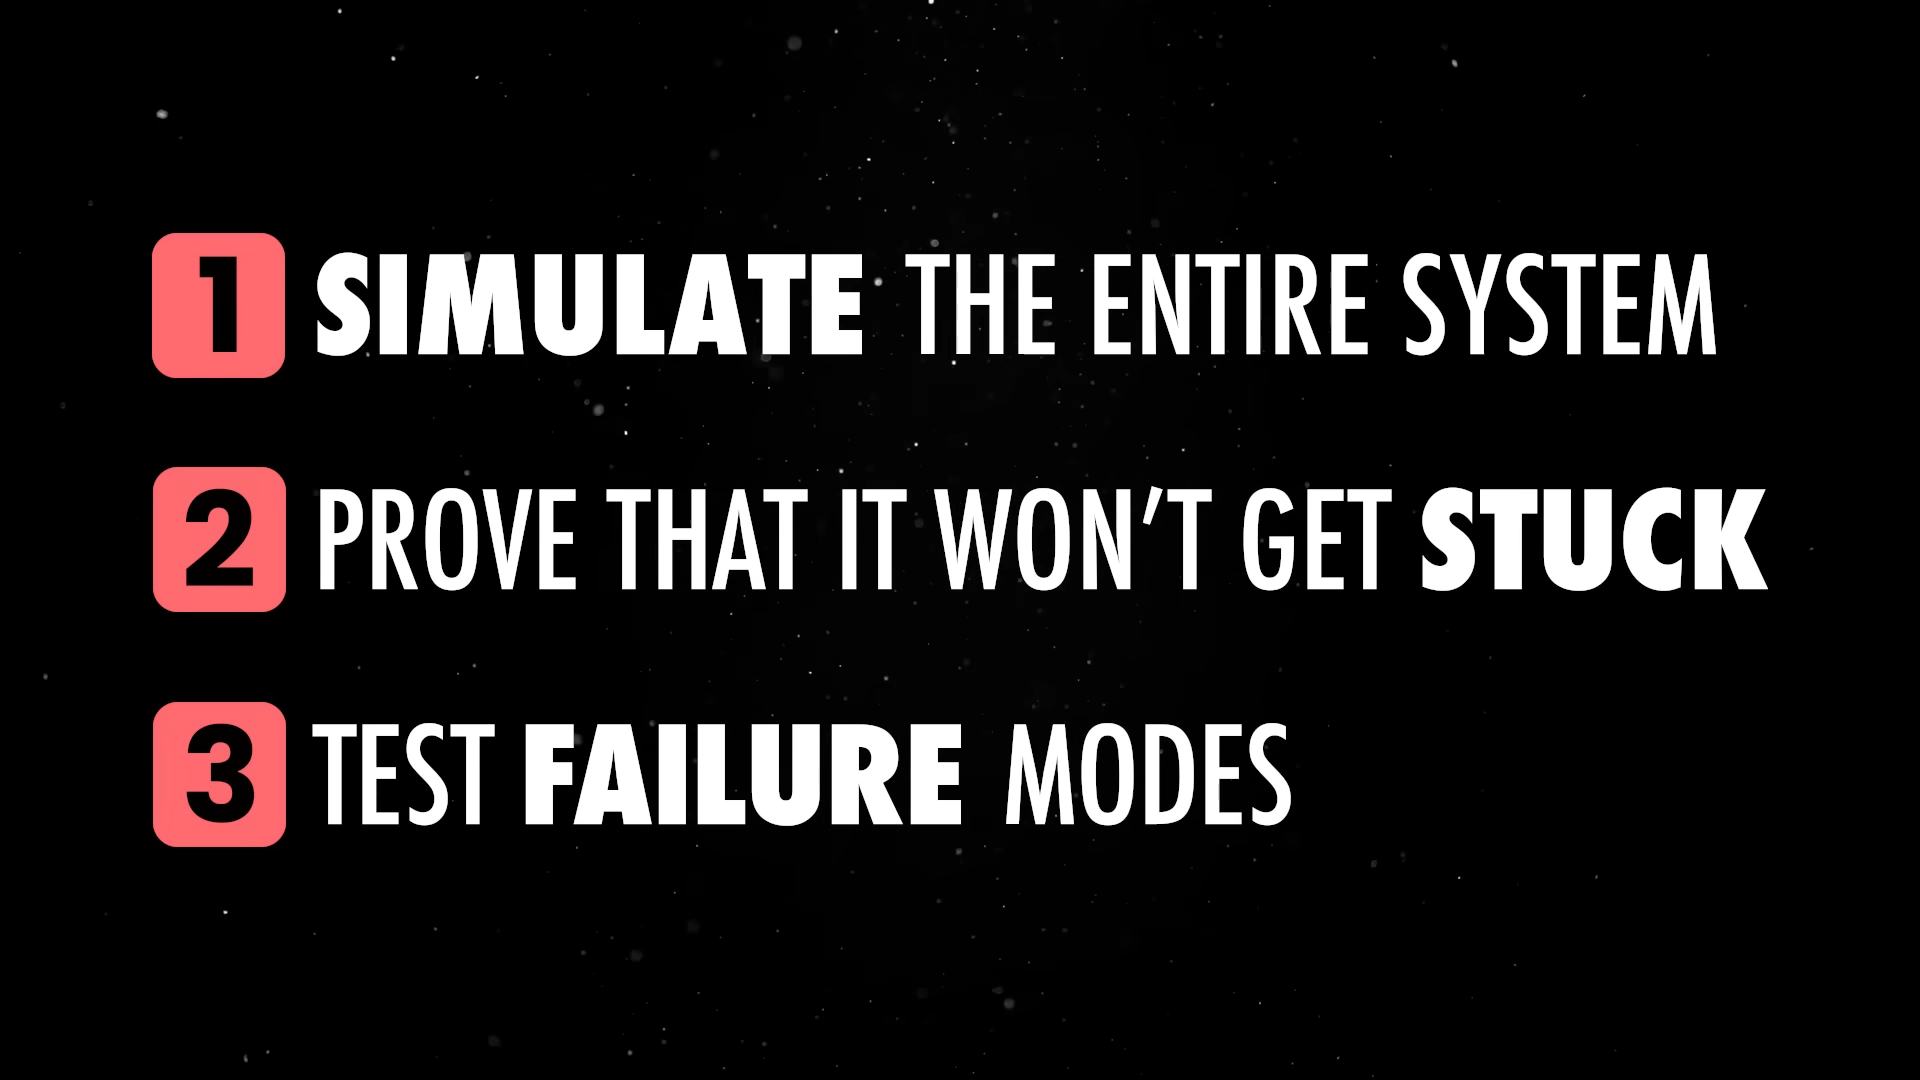 1 SIMULATE THE ENTIRE SYSTEM
2 PROVE THAT IT WON'T GET STUCK
3 TEST FAILURE MODES